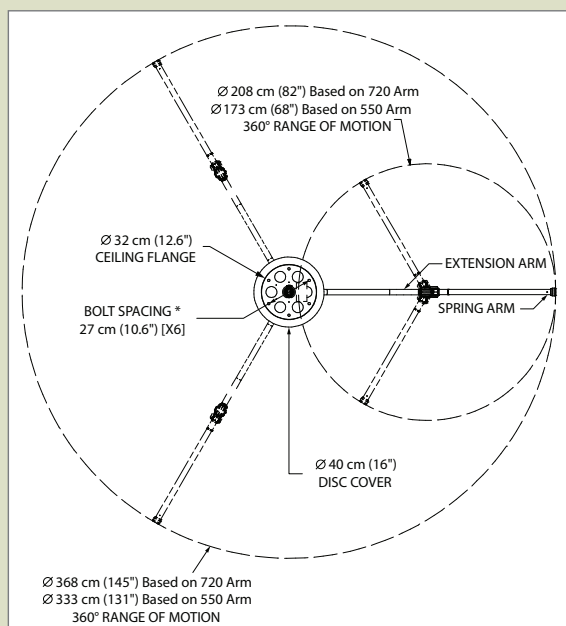 Ø 208 cm (82") Based on 720 Arm
Ø 173 cm (68") Based on 550 Arm
360° RANGE OF MOTION
Ø 32 cm (12.6")
CEILING FLANGE
EXTENSION ARM
BOLT SPACING *
27 cm (10.6") [X6]
SPRING ARM
Ø 40 cm (16")
DISC COVER
Ø 368 cm (145") Based on 720 Arm
Ø 333 cm (131") Based on 550 Arm
360° RANGE OF MOTION